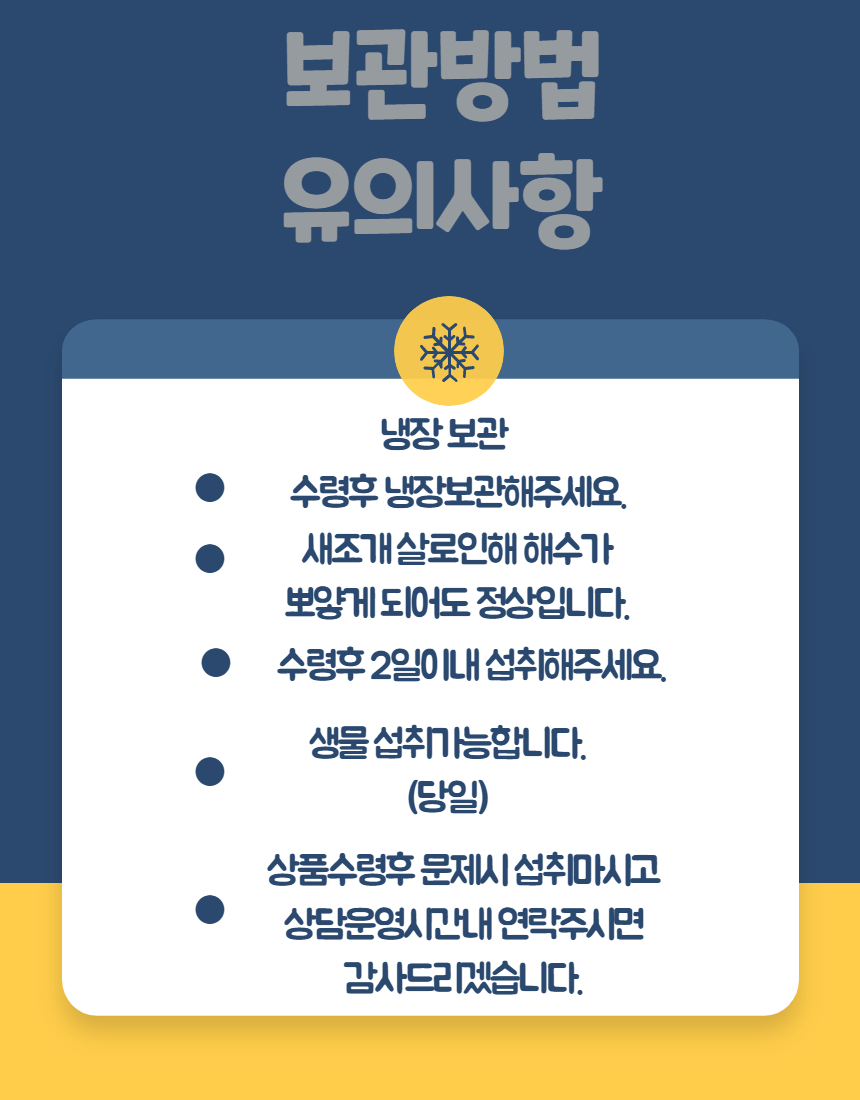 보관방법
유의사항
냉장 보관
수령후 냉장보관해주세요.
새조개 살로인해 해수가
뽀얗게 되어도 정상입니다.
수령후 2일이내 섭취해주세요.
생물 섭취가능합니다.
(당일)
상품수령후 문제시 섭취마시고
상담운영시간내 연락주시면
감사드리겠습니다.